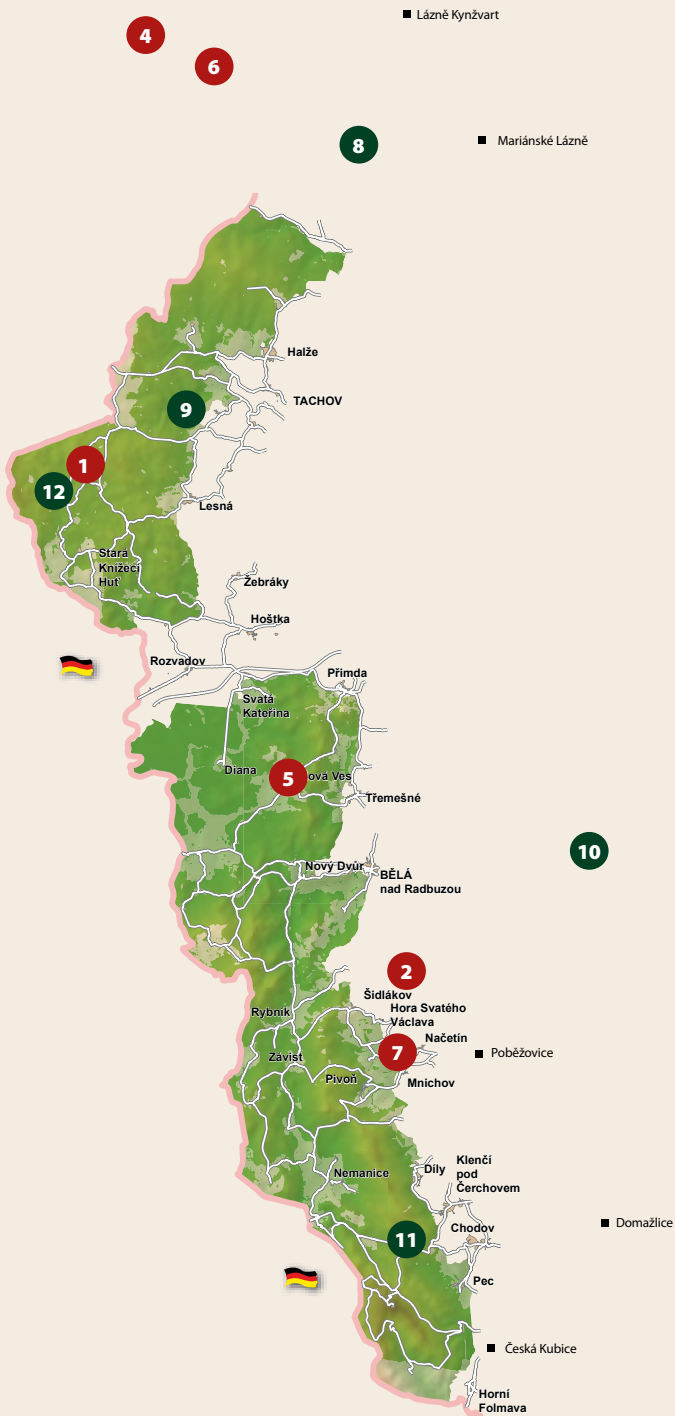 Lázně Kynžvart
4
6
8
Mariánské Lázně
Halže
TACHOV
9
1
12
Lesná
Stará
Knížecí
Huť
Žebráky
Hoštka
Rozvadov
Přimda
Svatá
Kateřina
Diana
5
ová Ves
Třemešné
10
Nový Dvůr
BĚLÁ
nad Radbuzou
2
Šidlákov
Hora Svatého
Václava
Rybník
Načetín
7
Poběžovice
Závist
Pivoň
Mnichov
Nemanice
Díly
Klenčí
pod
Čerchovem
Domažlice
Chodov
11
Pec
Česká Kubice
Horní
Folmava